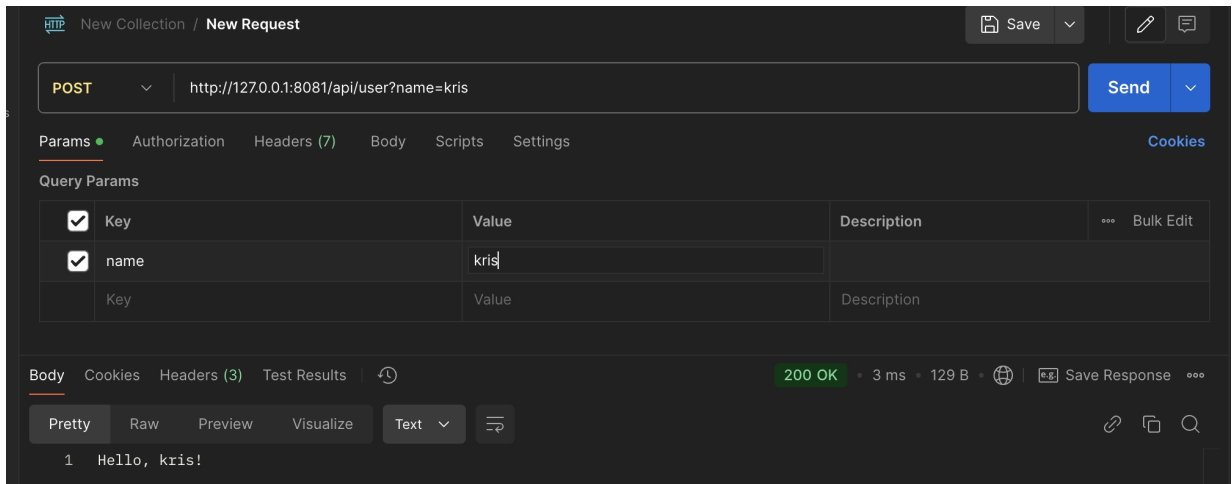 HTTP New Collection / New Request Save
POST http://127.0.0.1:8081/api/user?name=kris Send
s
Params Authorization Headers (7) Body Scripts Settings Cookies
Query Params
Key Value Description Bulk Edit
name kris
Key Value Description
Body Cookies Headers (3) Test Results 200 OK 3 ms 129 B e.g. Save Response
Pretty Raw Preview Visualize Text
1 Hello, kris!